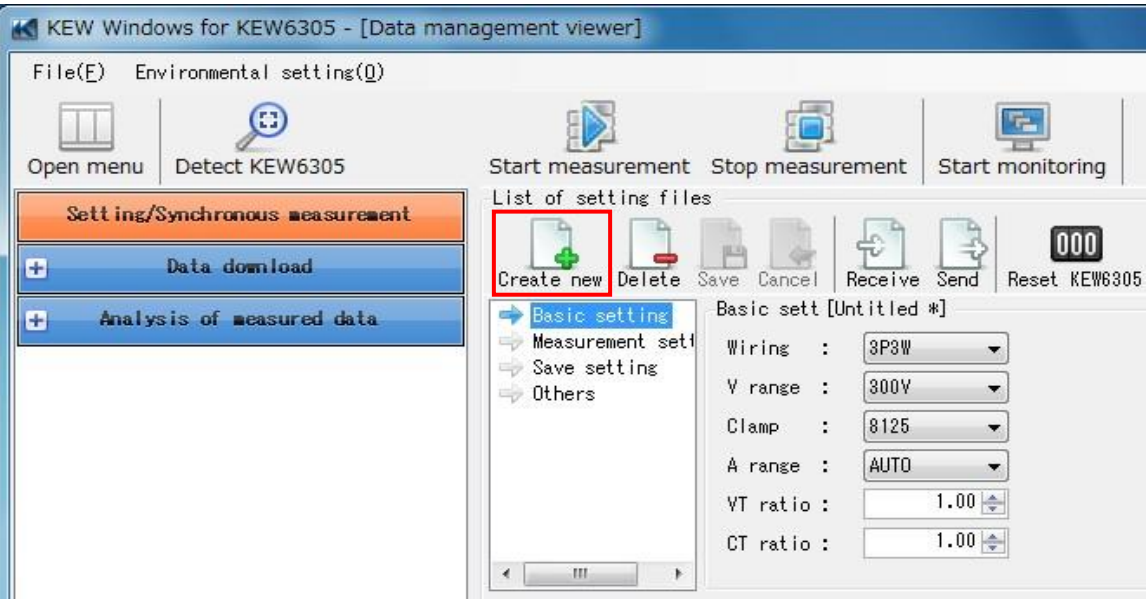 KEW Windows for KEW6305 - [Data management viewer]
File(F) Environmental setting(O)
Open menu Detect KEW6305 Start measurement Stop measurement Start monitoring
Setting/Synchronous measurement
Data download
Analysis of measured data
List of setting files
000
Create new Delete Save Cancel Receive Send Reset KEW6305
Basic setting
Measurement sett
Save setting
Others
Basic sett [Untitled *]
Wiring : 3P3W
V range : 300V
Clamp : 8125
A range : AUTO
VT ratio : 1.00
CT ratio : 1.00